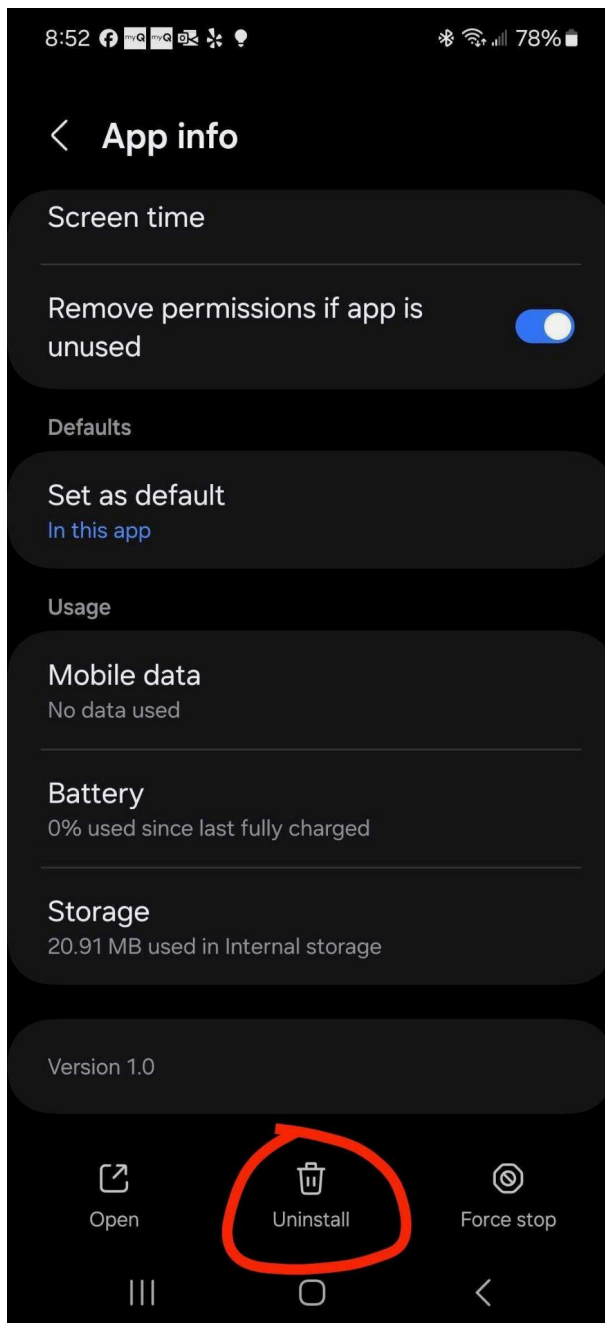 8:52 myQ myQ 78%
App info
Screen time
Remove permissions if app is
unused
Defaults
Set as default
In this app
Usage
Mobile data
No data used
Battery
0% used since last fully charged
Storage
20.91 MB used in Internal storage
Version 1.0
Open Uninstall Force stop